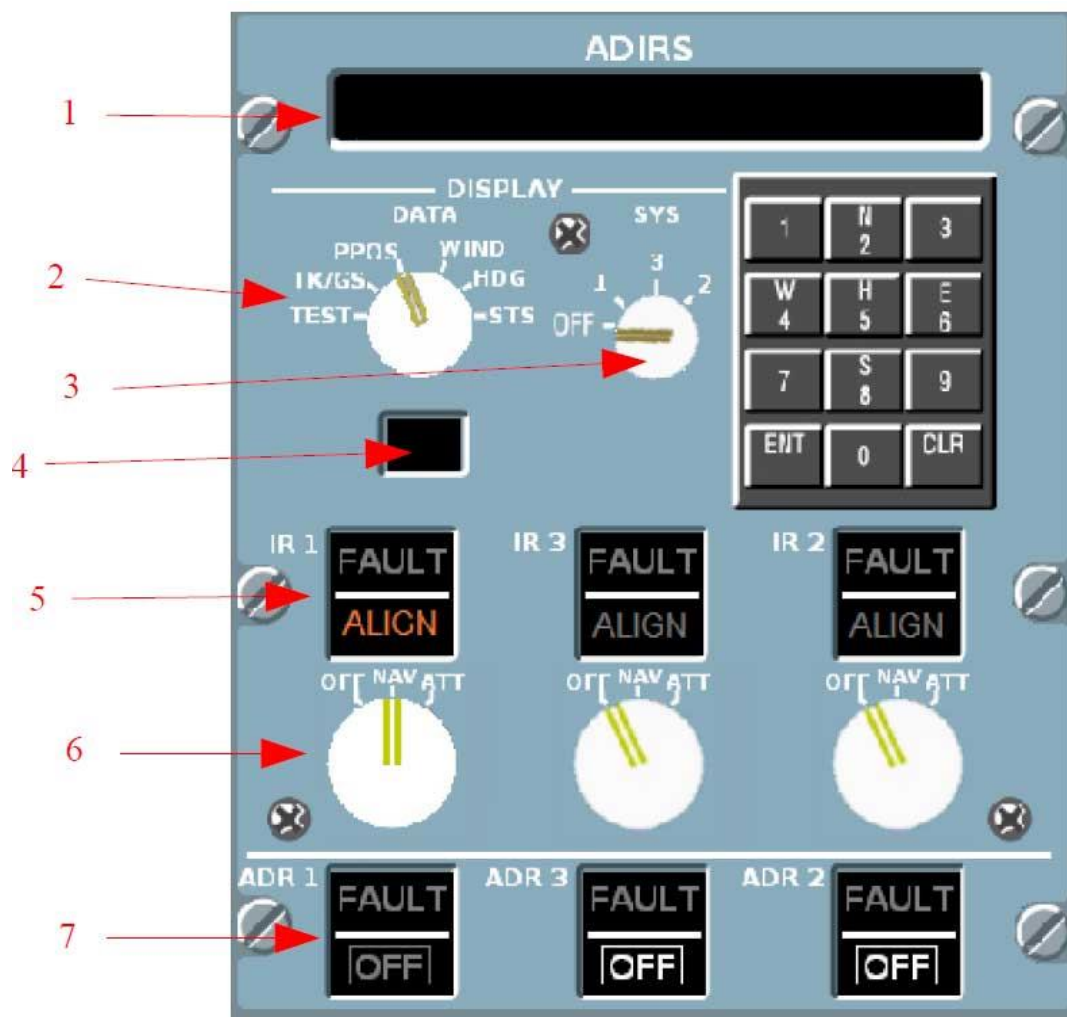 ADIRS
1
DISPLAY
DATA
SYS
PPOS
WIND
TK/GS
HDG
TEST
STS
2
1
3
2
OFF
3
1
N
2
3
W
4
H
5
E
6
7
S
8
9
ENT
0
CLR
4
IR 1
FAULT
ALIGN
IR 3
FAULT
ALIGN
IR 2
FAULT
ALIGN
5
OFF NAV ATT
OFF NAV ATT
OFF NAV ATT
6
ADR 1
FAULT
OFF
ADR 3
FAULT
OFF
ADR 2
FAULT
OFF
7